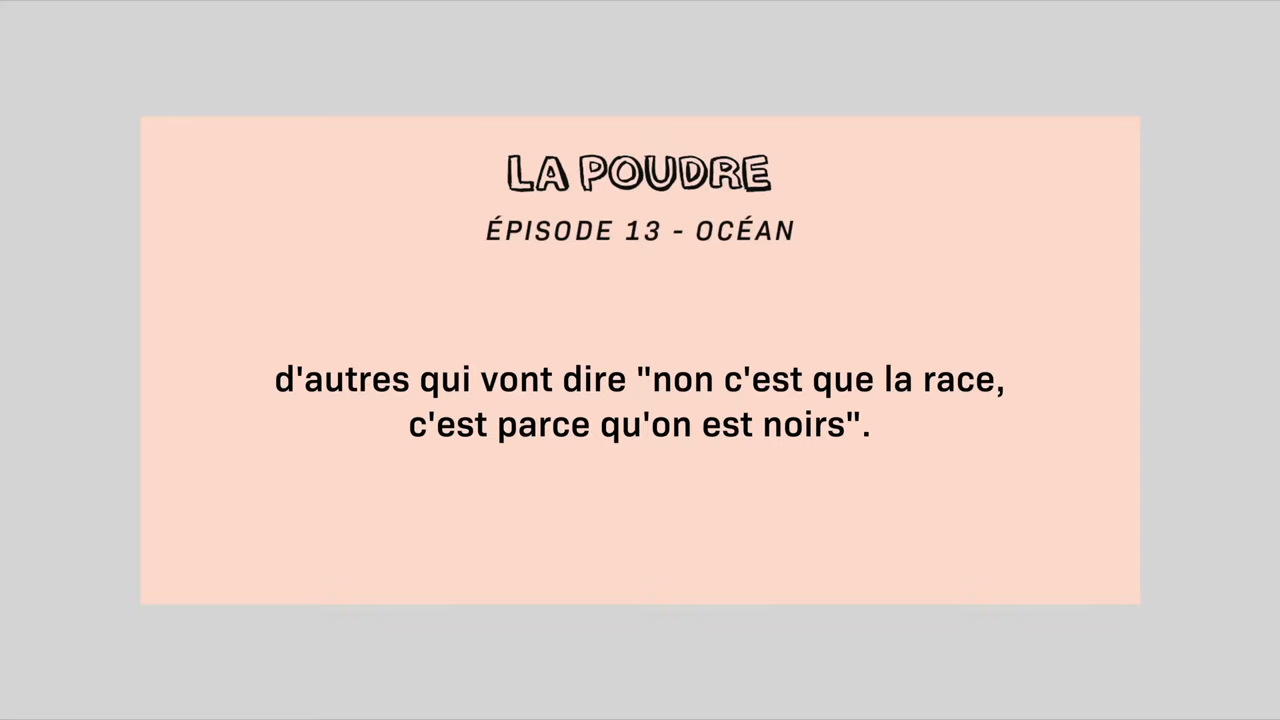 LA POUDRE
ÉPISODE 13 - OCÉAN
d'autres qui vont dire "non c'est que la race,
c'est parce qu'on est noirs".